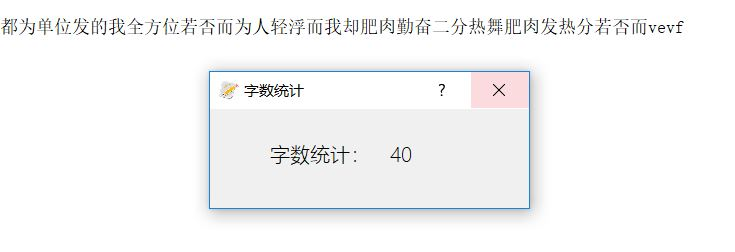 都为单位发的我全方位若否而为人轻浮而我却肥肉勤奋二分热舞肥肉发热分若否而vevf
字数统计
?
字数统计： 40